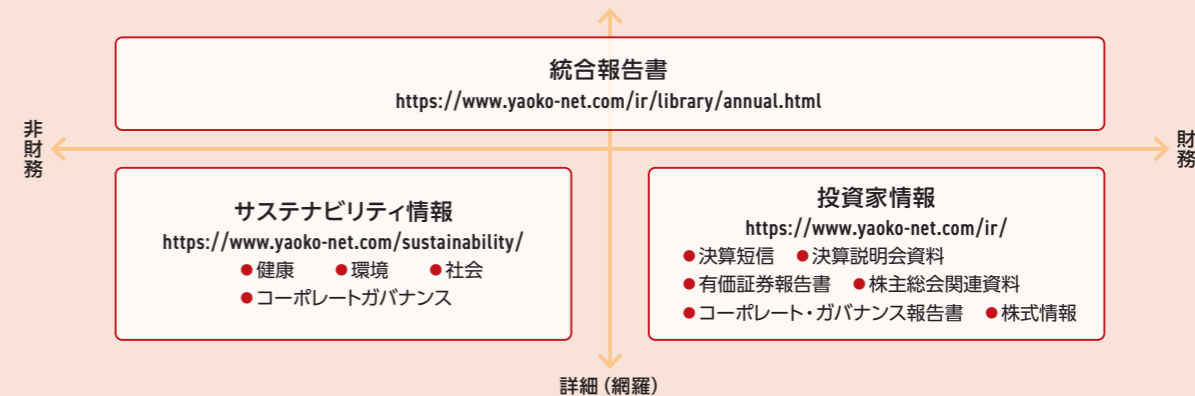 統合報告書
https://www.yaoko-net.com/ir/library/annual.html
非財務
財務
サステナビリティ情報
https://www.yaoko-net.com/sustainability/
●健康 ●環境 ●社会
●コーポレートガバナンス
投資家情報
https://www.yaoko-net.com/ir/
●決算短信 ●決算説明会資料
●有価証券報告書 ●株主総会関連資料
●コーポレート・ガバナンス報告書 ●株式情報
詳細（網羅）